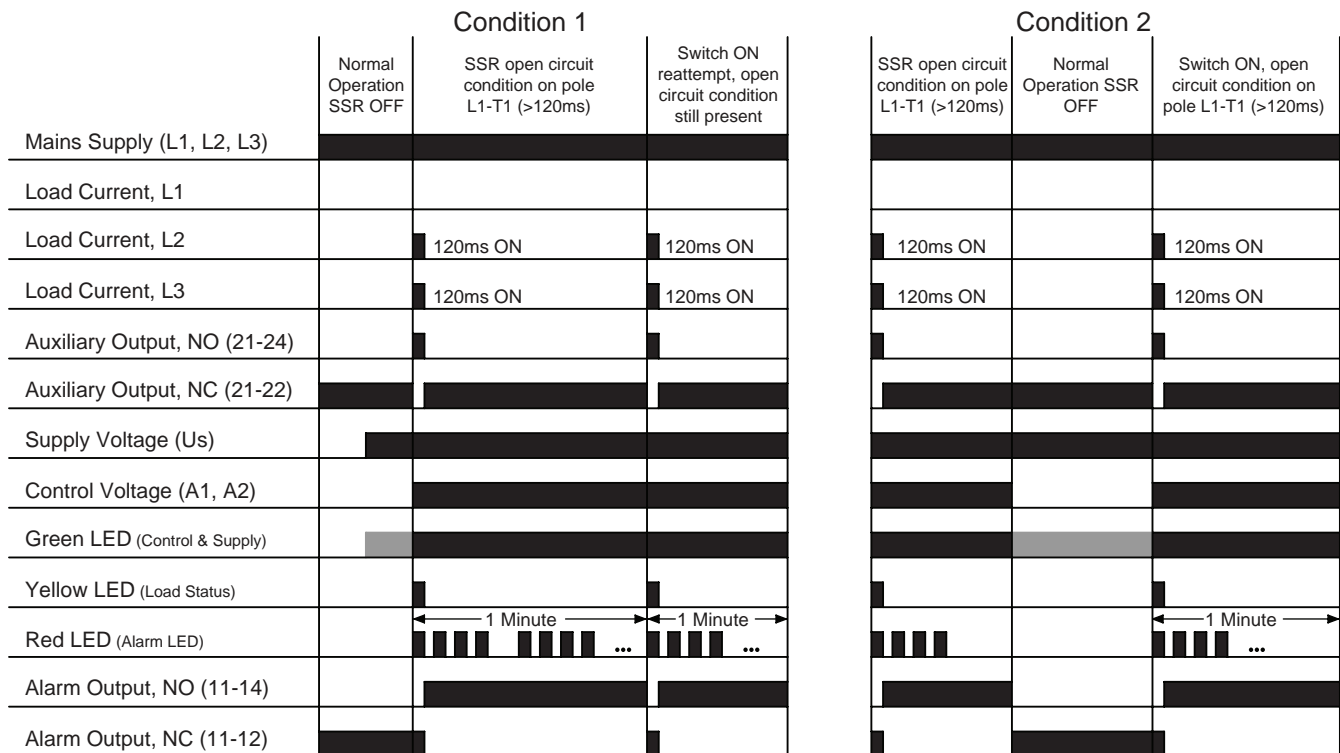 Condition 1
Condition 2
Normal
Operation
SSR OFF
SSR open circuit
condition on pole
L1-T1 (>120ms)
Switch ON
reattempt, open
circuit condition
still present
SSR open circuit
condition on pole
L1-T1 (>120ms)
Normal
Operation SSR
OFF
Switch ON, open
circuit condition on
pole L1-T1 (>120ms)
Mains Supply (L1, L2, L3)
Load Current, L1
Load Current, L2
120ms ON
120ms ON
120ms ON
120ms ON
Load Current, L3
120ms ON
120ms ON
120ms ON
120ms ON
Auxiliary Output, NO (21-24)
Auxiliary Output, NC (21-22)
Supply Voltage (Us)
Control Voltage (A1, A2)
Green LED (Control & Supply)
Yellow LED (Load Status)
1 Minute
1 Minute
1 Minute
Red LED (Alarm LED)
...
...
...
Alarm Output, NO (11-14)
Alarm Output, NC (11-12)